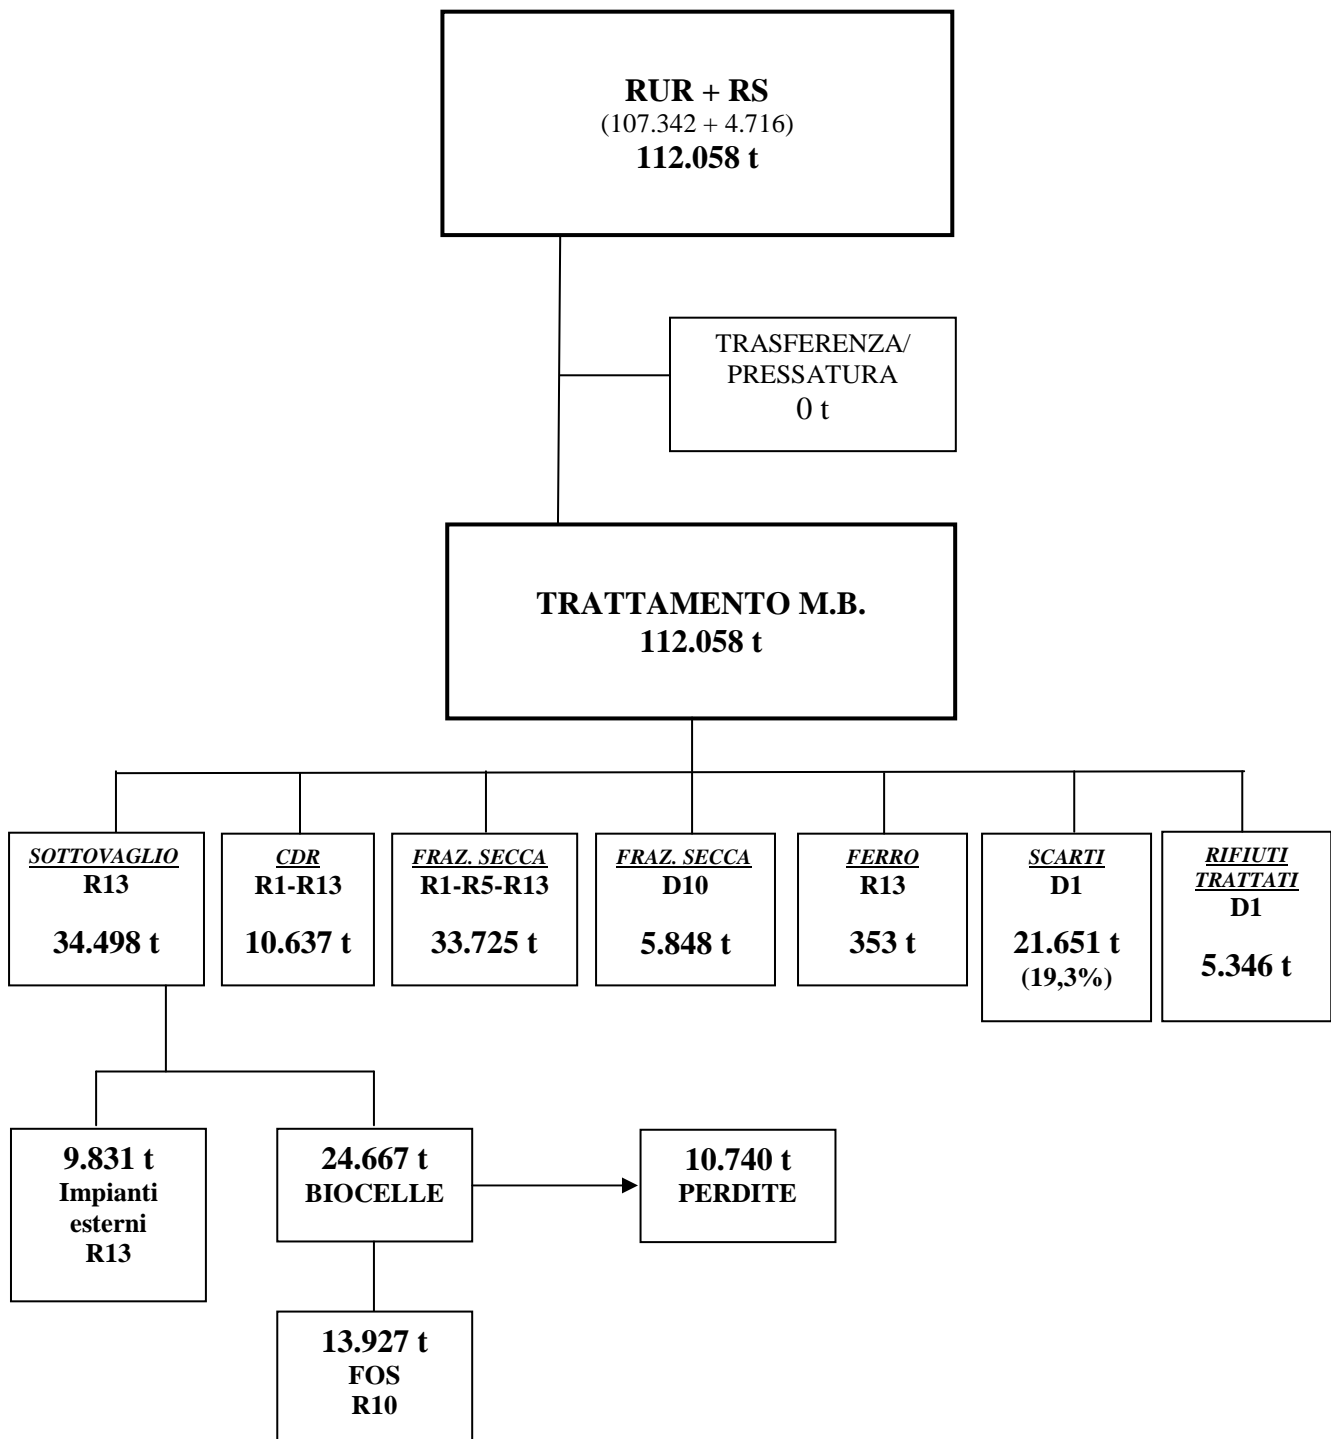 RUR + RS
(107.342 + 4.716)
112.058 t
TRASFERENZA/
PRESSATURA
0 t
TRATTAMENTO M.B.
112.058 t
SOTTOVAGLIO
R13
34.498 t
CDR
R1-R13
10.637 t
FRAZ. SECCA
R1-R5-R13
33.725 t
FRAZ. SECCA
D10
5.848 t
FERRO
R13
353 t
SCARTI
D1
21.651 t
(19,3%)
RIFIUTI
TRATTATI
D1
5.346 t
9.831 t
Impianti
esterni
R13
24.667 t
BIOCELLE
10.740 t
PERDITE
13.927 t
FOS
R10